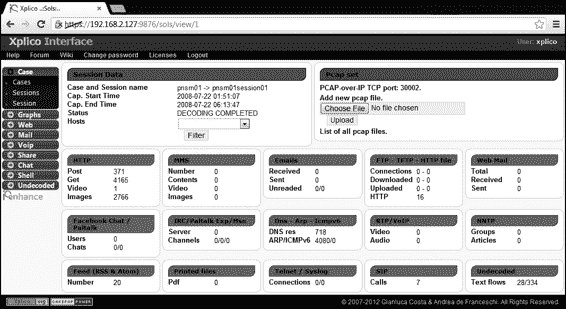 Xplico ..:Sols:..
https://192.168.2.127:9876/sols/view/1
Xplico Interface
User: xplico
Help Forum Wiki Change password Licenses Logout
Case
Cases
Sessions
Session
Graphs
Web
Mail
Voip
Share
Chat
Shell
Undecoded
Session Data
Case and Session name pnsm01 -> pnsm01session01
Cap. Start Time 2008-07-22 01:51:07
Cap. End Time 2008-07-22 06:13:47
Status DECODING COMPLETED
Hosts
Filter
Pcap set
PCAP-over-IP TCP port: 30002.
Add new pcap file.
Choose File No file chosen
Upload
List of all pcap files.
HTTP
Post 371
Get 4165
Video 1
Images 2766
MMS
Number 0
Contents 0
Video 0
Images 0
Emails
Received 0
Sent 0
Unreaded 0/0
FTP - TFTP - HTTP file
Connections 0 - 0
Downloaded 0 - 0
Uploaded 0 - 0
HTTP 16
Web Mail
Total 0
Received 0
Sent 0
Facebook Chat /
Paltalk
Users 0
Chats 0/0
IRC/Paltalk Exp/Msn
Server 0
Channels 0/0/0
Dns - Arp - Icmpv6
DNS res 718
ARP/ICMPv6 4080/0
RTP/VoIP
Video 0
Audio 0
NNTP
Groups 0
Articles 0
Feed (RSS & Atom)
Number 20
Printed files
Pdf 0
Telnet / Syslog
Connections 0/0
SIP
Calls 7
Undecoded
Text flows 28/334
© 2007-2012 Gianluca Costa & Andrea de Franceschi. All Rights Reserved.